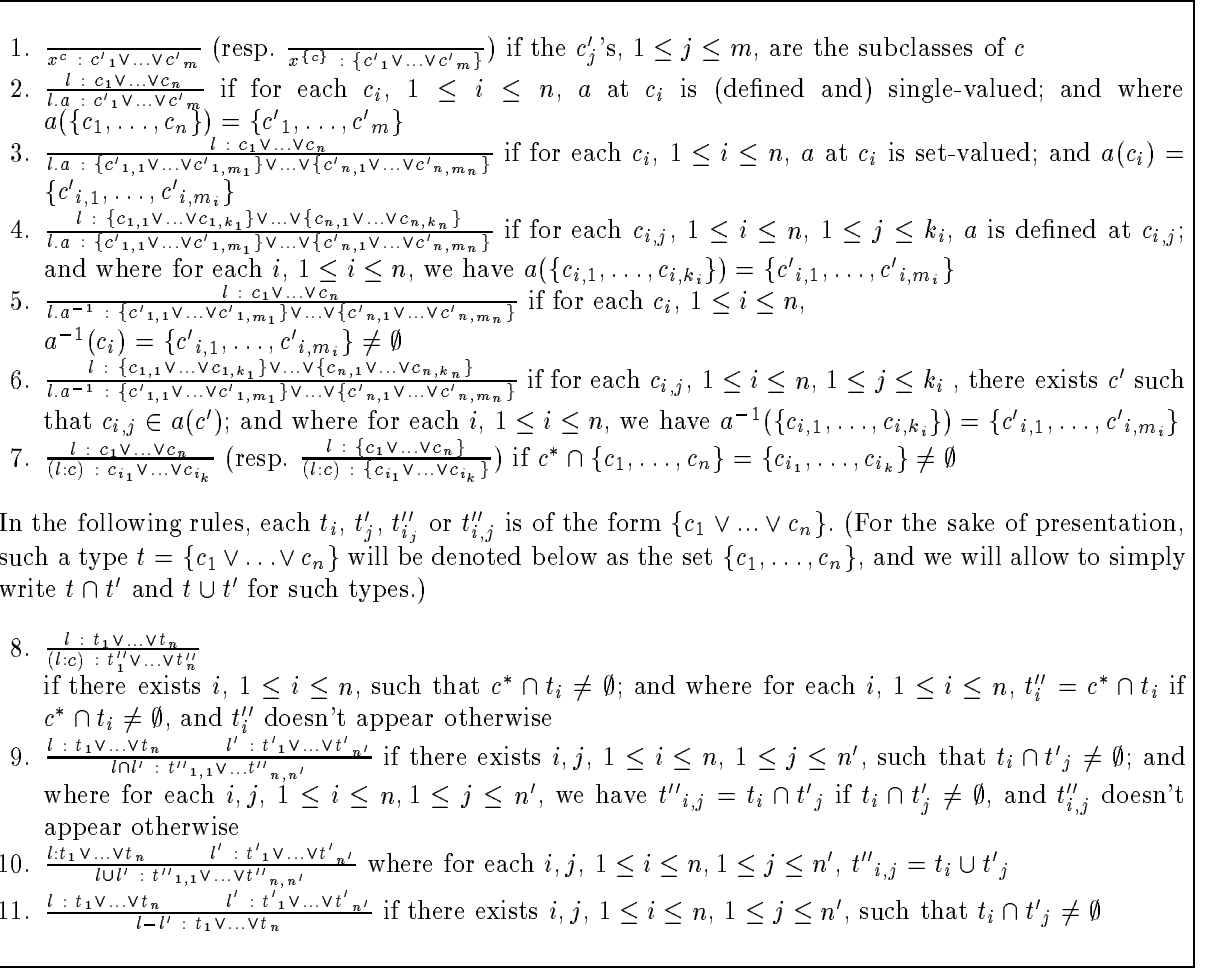 1. \frac{}{x^c : c'_1∨...∨c'_m} (resp. \frac{}{x^{\{c\}} : \{c'_1∨...∨c'_m\}}) if the c'_j's, 1 ≤ j ≤ m, are the subclasses of c
2. \frac{l : c_1∨...∨c_n}{l.a : c'_1∨...∨c'_m} if for each c_i, 1 ≤ i ≤ n, a at c_i is (defined and) single-valued; and where
a({c_1, . . . , c_n}) = {c'_1, . . . , c'_m}
3. \frac{l : c_1∨...∨c_n}{l.a : \{c'_{1,1}∨...∨c'_{1,m_1}\}∨...∨\{c'_{n,1}∨...∨c'_{n,m_n}\}} if for each c_i, 1 ≤ i ≤ n, a at c_i is set-valued; and a(c_i) =
{c'_{i,1}, . . . , c'_{i,m_i}}
4. \frac{l : \{c_{1,1}∨...∨c_{1,k_1}\}∨...∨\{c_{n,1}∨...∨c_{n,k_n}\}}{l.a : \{c'_{1,1}∨...∨c'_{1,m_1}\}∨...∨\{c'_{n,1}∨...∨c'_{n,m_n}\}} if for each c_{i,j}, 1 ≤ i ≤ n, 1 ≤ j ≤ k_i, a is defined at c_{i,j};
and where for each i, 1 ≤ i ≤ n, we have a({c_{i,1}, . . . , c_{i,k_i}}) = {c'_{i,1}, . . . , c'_{i,m_i}}
5. \frac{l : c_1∨...∨c_n}{l.a^{-1} : \{c'_{1,1}∨...∨c'_{1,m_1}\}∨...∨\{c'_{n,1}∨...∨c'_{n,m_n}\}} if for each c_i, 1 ≤ i ≤ n,
a^{-1}(c_i) = {c'_{i,1}, . . . , c'_{i,m_i}} ≠ ∅
6. \frac{l : \{c_{1,1}∨...∨c_{1,k_1}\}∨...∨\{c_{n,1}∨...∨c_{n,k_n}\}}{l.a^{-1} : \{c'_{1,1}∨...∨c'_{1,m_1}\}∨...∨\{c'_{n,1}∨...∨c'_{n,m_n}\}} if for each c_{i,j}, 1 ≤ i ≤ n, 1 ≤ j ≤ k_i , there exists c' such
that c_{i,j} ∈ a(c'); and where for each i, 1 ≤ i ≤ n, we have a^{-1}({c_{i,1}, . . . , c_{i,k_i}}) = {c'_{i,1}, . . . , c'_{i,m_i}}
7. \frac{l : c_1∨...∨c_n}{(l:c) : c_{i_1}∨...∨c_{i_k}} (resp. \frac{l : \{c_1∨...∨c_n\}}{(l:c) : \{c_{i_1}∨...∨c_{i_k}\}}) if c* ∩ {c_1, . . . , c_n} = {c_{i_1}, . . . , c_{i_k}} ≠ ∅
In the following rules, each t_i, t'_j, t''_{i_j} or t''_{i,j} is of the form {c_1 ∨ ... ∨ c_n}. (For the sake of presentation,
such a type t = {c_1 ∨ . . . ∨ c_n} will be denoted below as the set {c_1, . . . , c_n}, and we will allow to simply
write t ∩ t' and t ∪ t' for such types.)
8. \frac{l : t_1∨...∨t_n}{(l:c) : t''_1∨...∨t''_n}
if there exists i, 1 ≤ i ≤ n, such that c* ∩ t_i ≠ ∅; and where for each i, 1 ≤ i ≤ n, t''_i = c* ∩ t_i if
c* ∩ t_i ≠ ∅, and t''_i doesn't appear otherwise
9. \frac{l : t_1∨...∨t_n  l' : t'_1∨...∨t'_{n'}}{l∩l' : t''_{1,1}∨...t''_{n,n'}} if there exists i, j, 1 ≤ i ≤ n, 1 ≤ j ≤ n', such that t_i ∩ t'_j ≠ ∅; and
where for each i, j, 1 ≤ i ≤ n, 1 ≤ j ≤ n', we have t''_{i,j} = t_i ∩ t'_j if t_i ∩ t'_j ≠ ∅, and t''_{i,j} doesn't
appear otherwise
10. \frac{l:t_1∨...∨t_n  l' : t'_1∨...∨t'_{n'}}{l∪l' : t''_{1,1}∨...∨t''_{n,n'}} where for each i, j, 1 ≤ i ≤ n, 1 ≤ j ≤ n', t''_{i,j} = t_i ∪ t'_j
11. \frac{l : t_1∨...∨t_n  l' : t'_1∨...∨t'_{n'}}{l−l' : t_1∨...∨t_n} if there exists i, j, 1 ≤ i ≤ n, 1 ≤ j ≤ n', such that t_i ∩ t'_j ≠ ∅